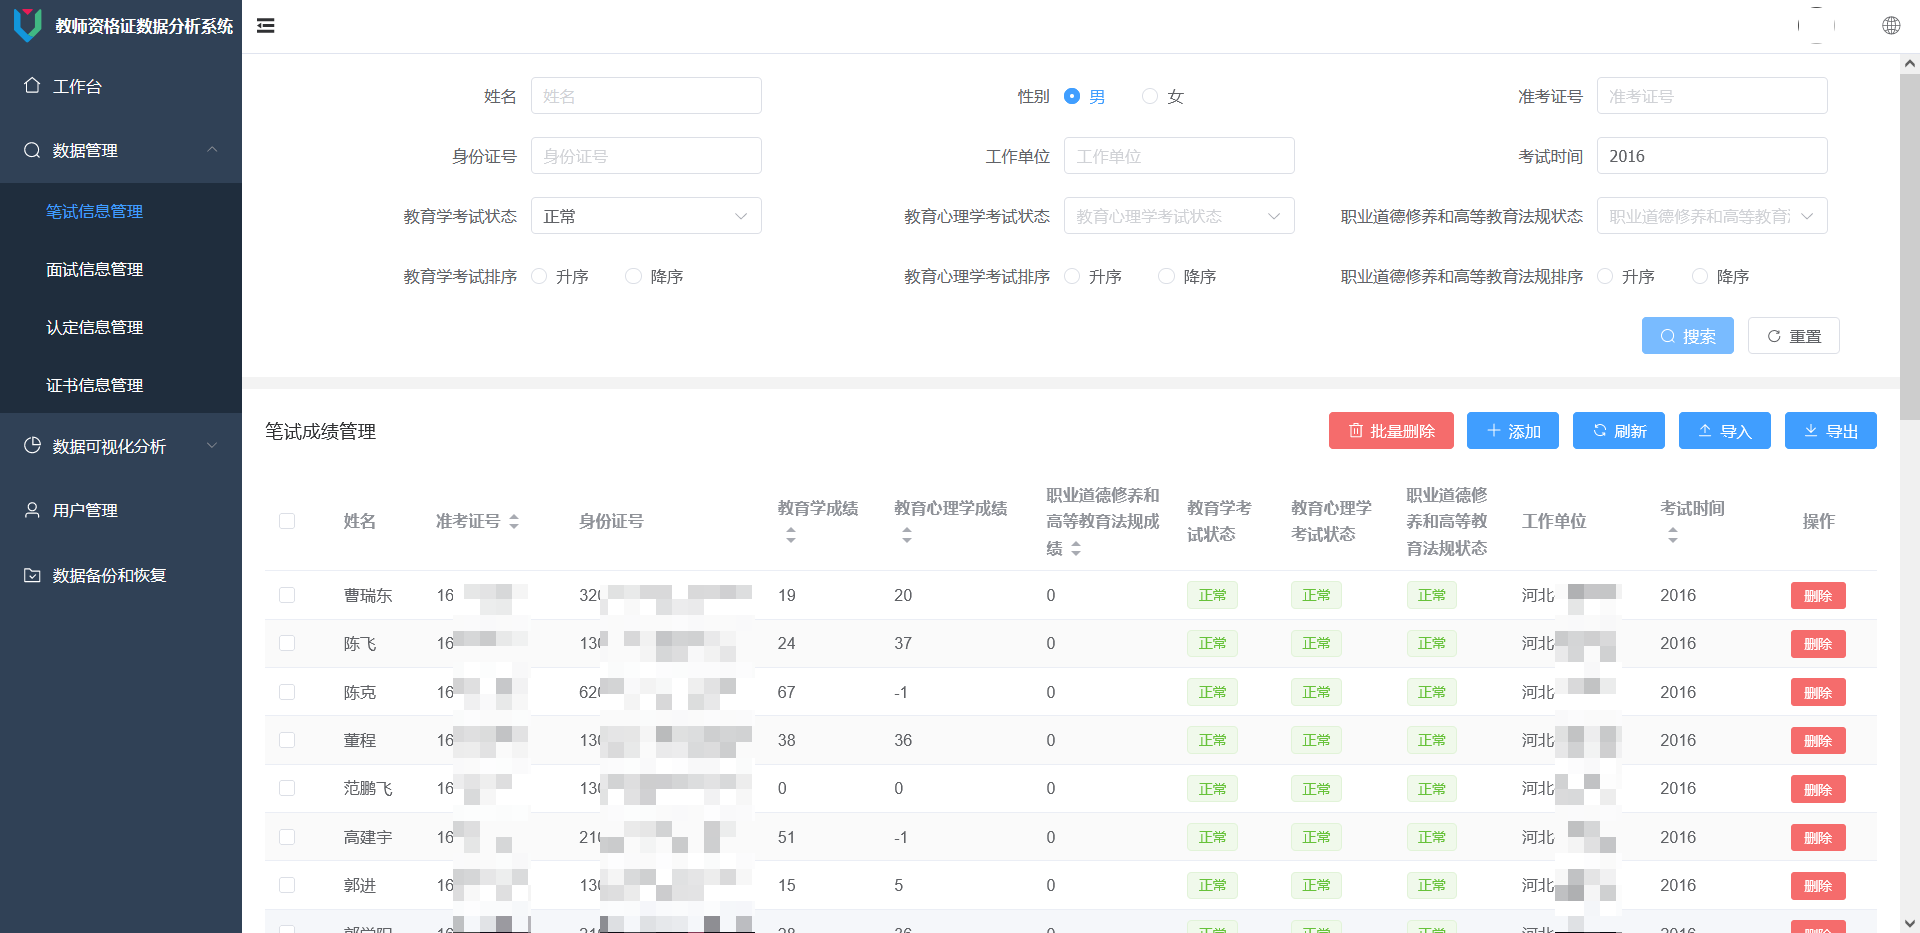 教师资格证数据分析系统
工作台
数据管理
笔试信息管理
面试信息管理
认定信息管理
证书信息管理
数据可视化分析
用户管理
数据备份和恢复
姓名 姓名 性别 男 女 准考证号 准考证号
身份证号 身份证号 工作单位 工作单位 考试时间 2016
教育学考试状态 正常 教育心理学考试状态 教育心理学考试状态 职业道德修养和高等教育法规状态 职业道德修养和高等教育
教育学考试排序 升序 降序 教育心理学考试排序 升序 降序 职业道德修养和高等教育法规排序 升序 降序
搜索 重置
笔试成绩管理 批量删除 添加 刷新 导入 导出
姓名 准考证号 身份证号 教育学成绩 教育心理学成绩 职业道德修养和高等教育法规成绩 教育学考试状态 教育心理学考试状态 职业道德修养和高等教育法规状态 工作单位 考试时间 操作
曹瑞东 16 320 19 20 0 正常 正常 正常 河北 2016 删除
陈飞 16 130 24 37 0 正常 正常 正常 河北 2016 删除
陈克 16 620 67 -1 0 正常 正常 正常 河北 2016 删除
董程 16 130 38 36 0 正常 正常 正常 河北 2016 删除
范鹏飞 16 130 0 0 0 正常 正常 正常 河北 2016 删除
高建宇 16 210 51 -1 0 正常 正常 正常 河北 2016 删除
郭进 16 130 15 5 0 正常 正常 正常 河北 2016 删除